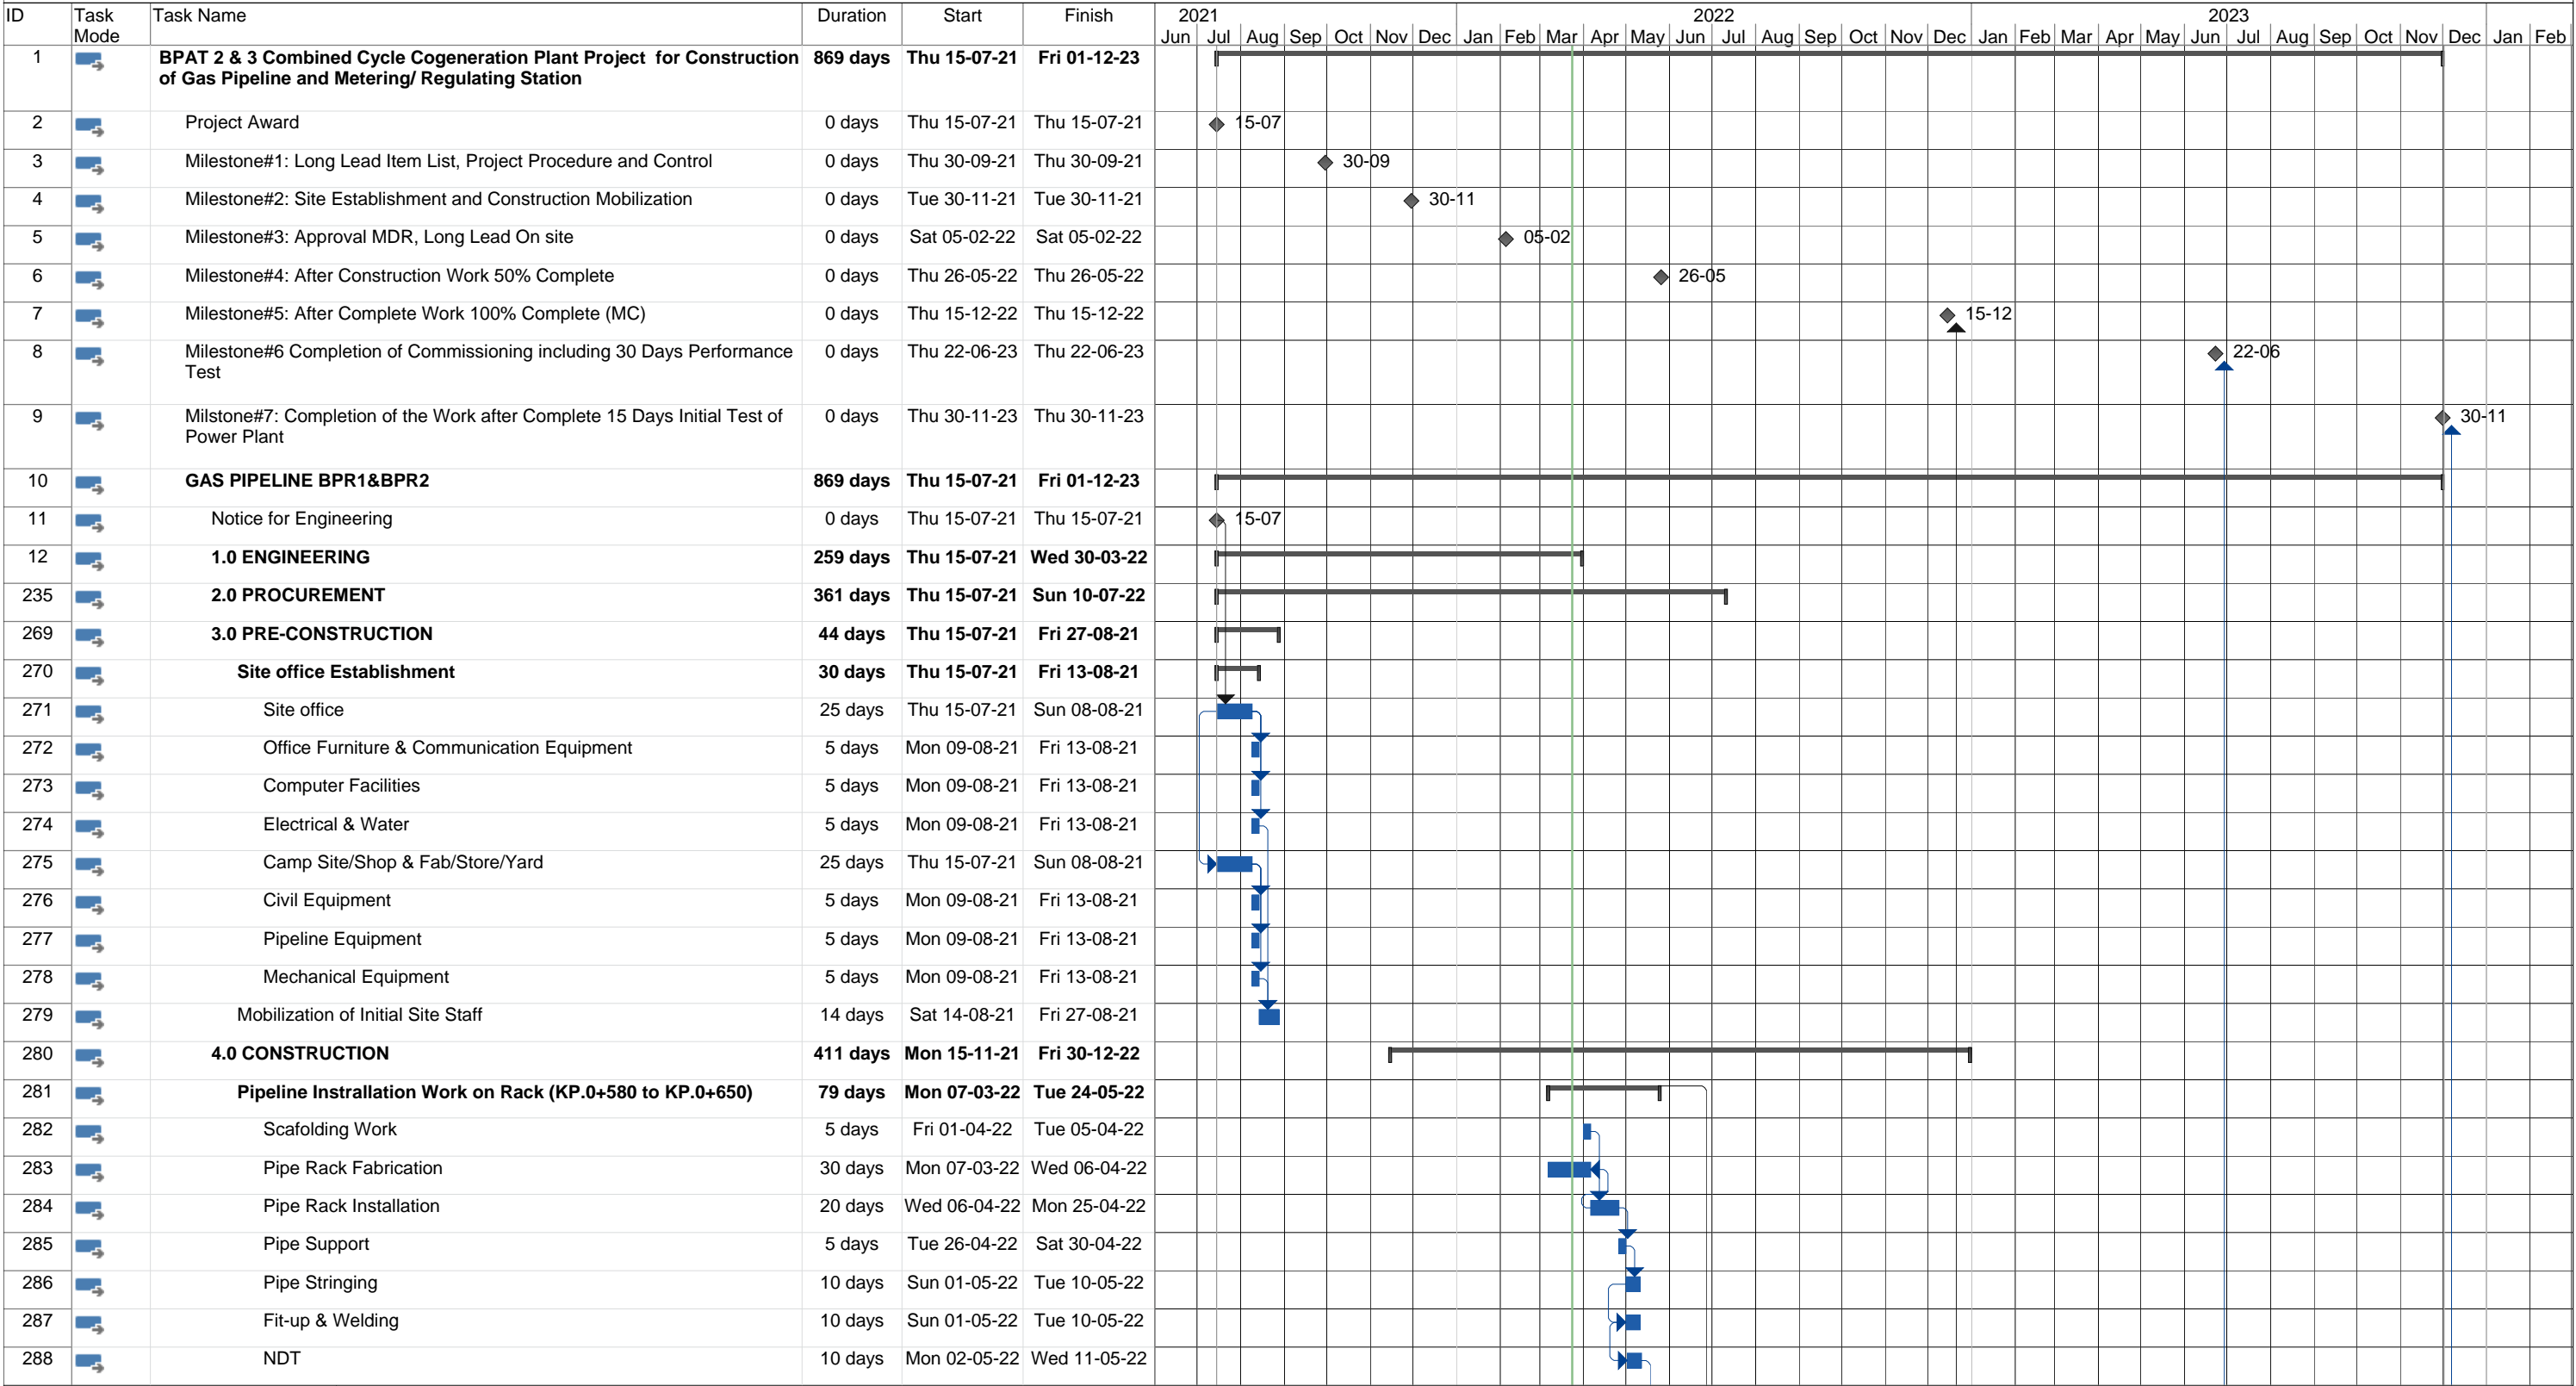 ID Task Mode Task Name Duration Start Finish 2021 2022 2023
Jun Jul Aug Sep Oct Nov Dec Jan Feb Mar Apr May Jun Jul Aug Sep Oct Nov Dec Jan Feb Mar Apr May Jun Jul Aug Sep Oct Nov Dec Jan Feb
1 BPAT 2 & 3 Combined Cycle Cogeneration Plant Project for Construction 869 days Thu 15-07-21 Fri 01-12-23
of Gas Pipeline and Metering/ Regulating Station
2 Project Award 0 days Thu 15-07-21 Thu 15-07-21 15-07
3 Milestone#1: Long Lead Item List, Project Procedure and Control 0 days Thu 30-09-21 Thu 30-09-21 30-09
4 Milestone#2: Site Establishment and Construction Mobilization 0 days Tue 30-11-21 Tue 30-11-21 30-11
5 Milestone#3: Approval MDR, Long Lead On site 0 days Sat 05-02-22 Sat 05-02-22 05-02
6 Milestone#4: After Construction Work 50% Complete 0 days Thu 26-05-22 Thu 26-05-22 26-05
7 Milestone#5: After Complete Work 100% Complete (MC) 0 days Thu 15-12-22 Thu 15-12-22 15-12
8 Milestone#6 Completion of Commissioning including 30 Days Performance 0 days Thu 22-06-23 Thu 22-06-23 22-06
Test
9 Milstone#7: Completion of the Work after Complete 15 Days Initial Test of 0 days Thu 30-11-23 Thu 30-11-23 30-11
Power Plant
10 GAS PIPELINE BPR1&BPR2 869 days Thu 15-07-21 Fri 01-12-23
11 Notice for Engineering 0 days Thu 15-07-21 Thu 15-07-21 15-07
12 1.0 ENGINEERING 259 days Thu 15-07-21 Wed 30-03-22
235 2.0 PROCUREMENT 361 days Thu 15-07-21 Sun 10-07-22
269 3.0 PRE-CONSTRUCTION 44 days Thu 15-07-21 Fri 27-08-21
270 Site office Establishment 30 days Thu 15-07-21 Fri 13-08-21
271 Site office 25 days Thu 15-07-21 Sun 08-08-21
272 Office Furniture & Communication Equipment 5 days Mon 09-08-21 Fri 13-08-21
273 Computer Facilities 5 days Mon 09-08-21 Fri 13-08-21
274 Electrical & Water 5 days Mon 09-08-21 Fri 13-08-21
275 Camp Site/Shop & Fab/Store/Yard 25 days Thu 15-07-21 Sun 08-08-21
276 Civil Equipment 5 days Mon 09-08-21 Fri 13-08-21
277 Pipeline Equipment 5 days Mon 09-08-21 Fri 13-08-21
278 Mechanical Equipment 5 days Mon 09-08-21 Fri 13-08-21
279 Mobilization of Initial Site Staff 14 days Sat 14-08-21 Fri 27-08-21
280 4.0 CONSTRUCTION 411 days Mon 15-11-21 Fri 30-12-22
281 Pipeline Instrallation Work on Rack (KP.0+580 to KP.0+650) 79 days Mon 07-03-22 Tue 24-05-22
282 Scafolding Work 5 days Fri 01-04-22 Tue 05-04-22
283 Pipe Rack Fabrication 30 days Mon 07-03-22 Wed 06-04-22
284 Pipe Rack Installation 20 days Wed 06-04-22 Mon 25-04-22
285 Pipe Support 5 days Tue 26-04-22 Sat 30-04-22
286 Pipe Stringing 10 days Sun 01-05-22 Tue 10-05-22
287 Fit-up & Welding 10 days Sun 01-05-22 Tue 10-05-22
288 NDT 10 days Mon 02-05-22 Wed 11-05-22